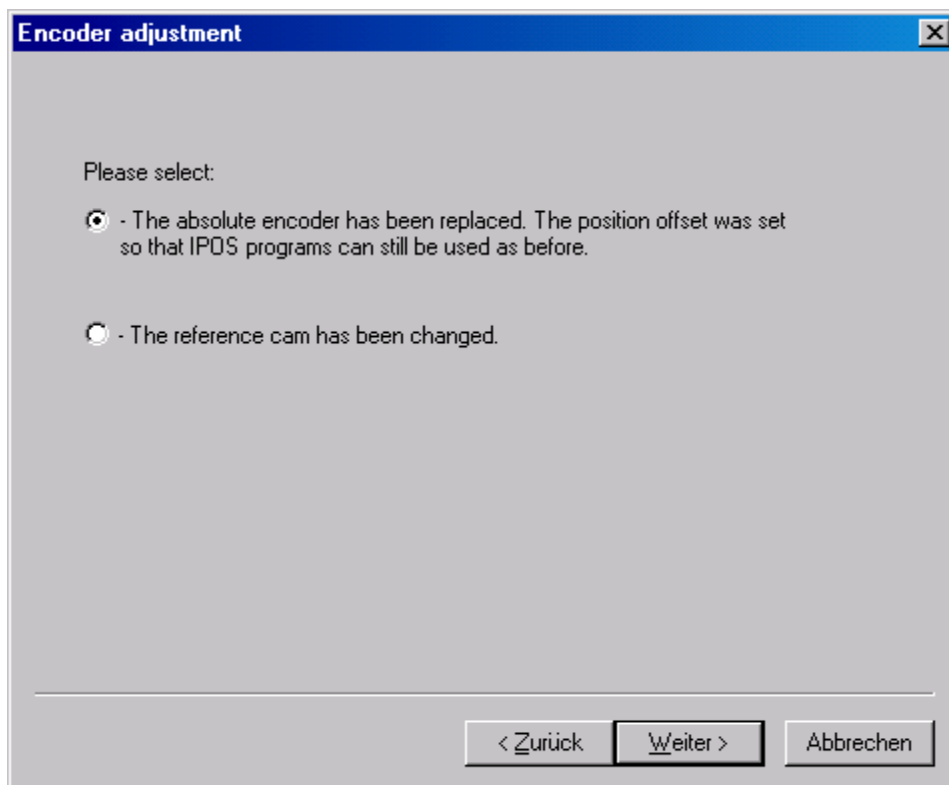 Encoder adjustment
Please select:
- The absolute encoder has been replaced. The position offset was set
so that IPOS programs can still be used as before.
- The reference cam has been changed.
< Zurück
Weiter >
Abbrechen